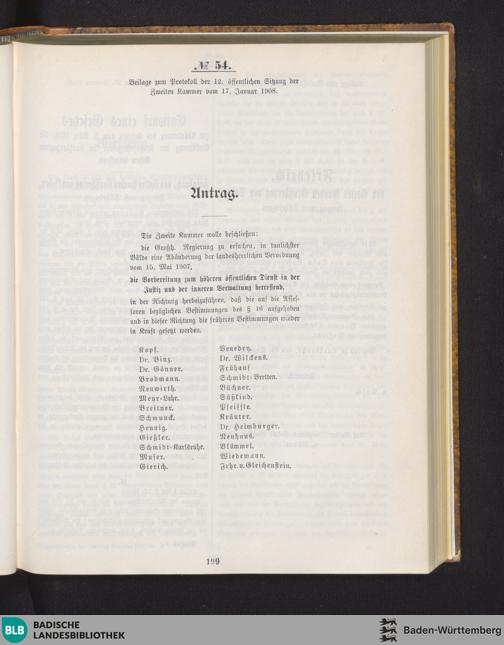 № 54.
Beilage zum Protokoll der 12. öffentlichen Sitzung der
Zweiten Kammer vom 17. Januar 1908.
Antrag.
Die Zweite Kammer wolle beschließen:
die Großh. Regierung zu ersuchen, in tunlichster
Bälde eine Abänderung der landesherrlichen Verordnung
vom 15. Mai 1907,
die Vorbereitung zum höheren öffentlichen Dienst in der
Justiz und der inneren Verwaltung betreffend,
in der Richtung herbeizuführen, daß die auf die Asses-
soren bezüglichen Bestimmungen des § 16 aufgehoben
und in dieser Richtung die früheren Bestimmungen wieder
in Kraft gesetzt werden.
Kopf.
Dr. Binz.
Dr. Gönner.
Brodmann.
Neuwirth.
Meyr-Lahr.
Breitner.
Schmunck.
Hennig.
Gießler.
Schmidt-Karlsruhe.
Muser.
Gierich.
Venedey.
Dr. Wilckens.
Frühauf
Schmidt-Bretten.
Büchner.
Süßkind.
Pfeiffle.
Kräuter.
Dr. Heimburger.
Neuhaus.
Blümmel.
Wiedemann.
Frhr. v. Gleichenstein.
199
BLB
BADISCHE
LANDESBIBLIOTHEK
Baden-Württemberg